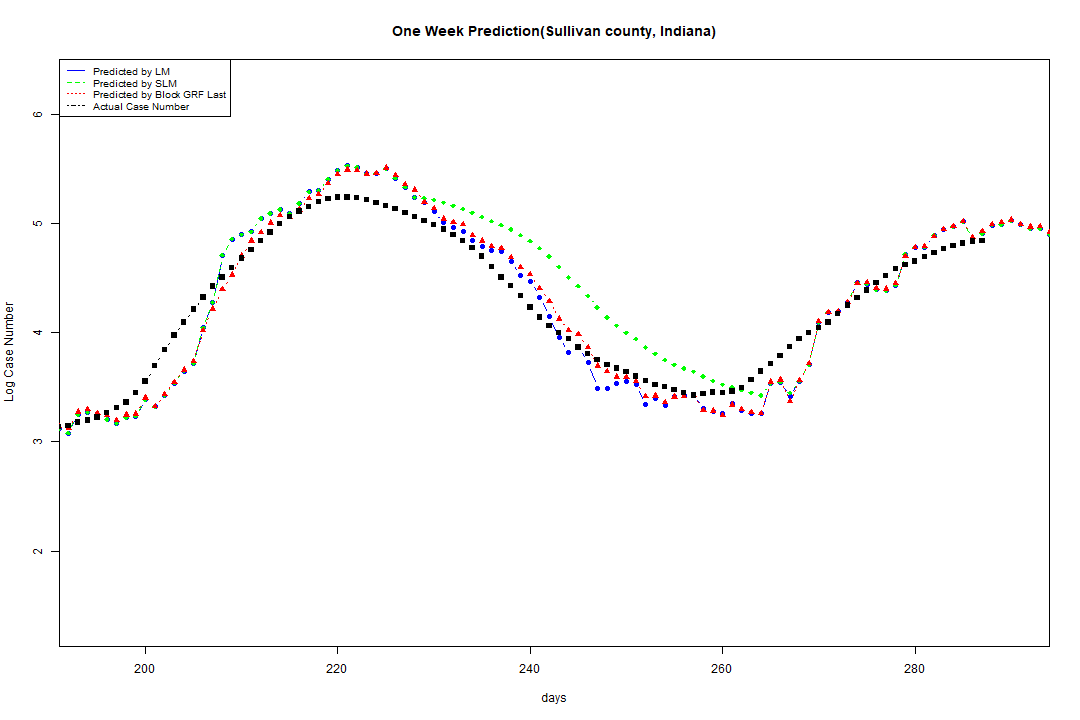 One Week Prediction(Sullivan county, Indiana)
Predicted by LM
Predicted by SLM
Predicted by Block GRF Last
Actual Case Number
Log Case Number
6
5
4
3
2
200 220 240 260 280
days